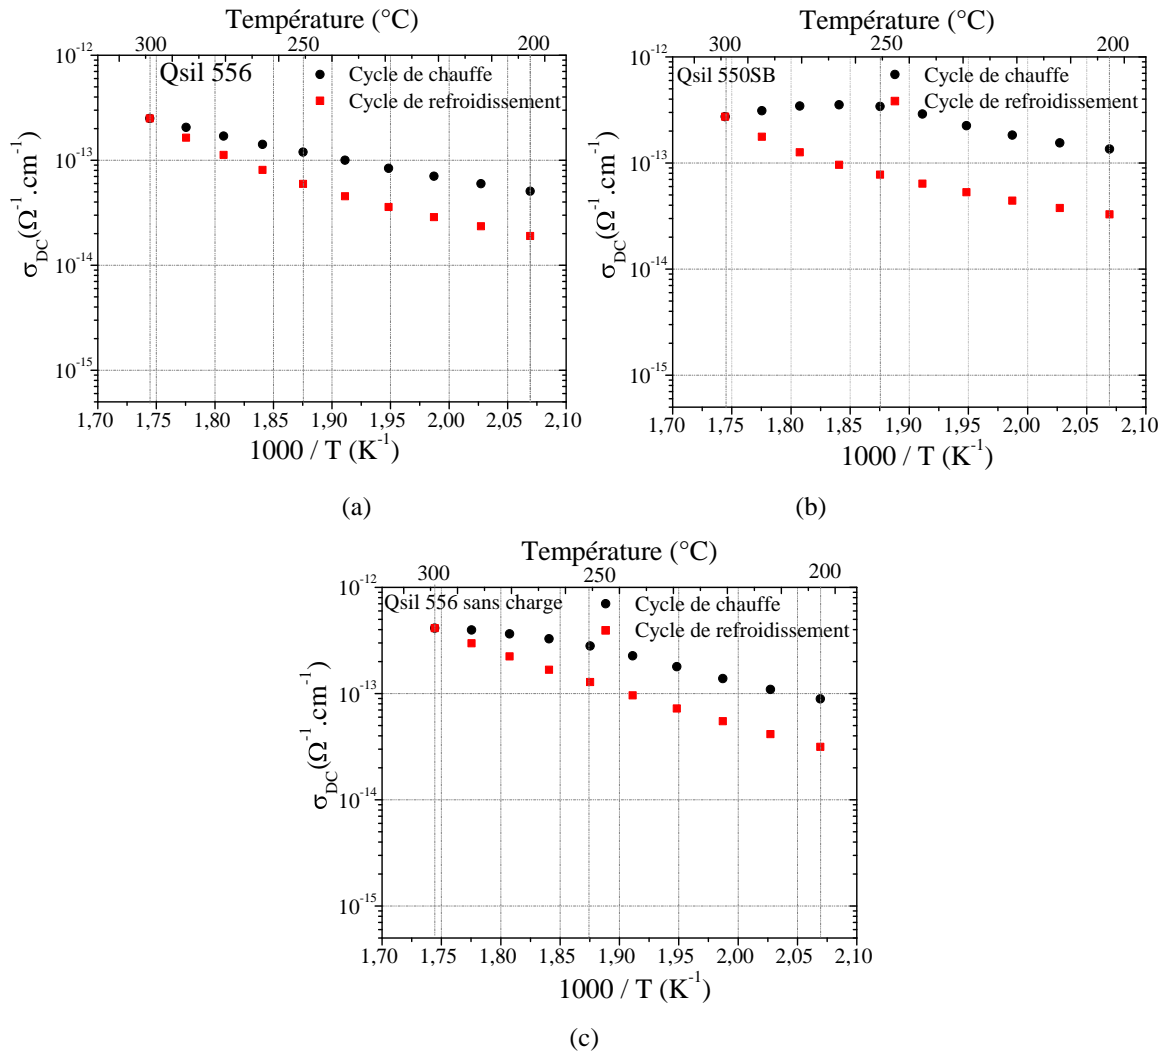 Température (°C)
300 250 200
10^-12
Qsil 556
Cycle de chauffe
Cycle de refroidissement
10^-13
10^-14
10^-15
σ_DC(Ω^-1.cm^-1)
1,70 1,75 1,80 1,85 1,90 1,95 2,00 2,05 2,10
1000 / T (K^-1)
(a)
Température (°C)
300 250 200
10^-12
Qsil 550SB
Cycle de chauffe
Cycle de refroidissement
10^-13
10^-14
10^-15
σ_DC(Ω^-1.cm^-1)
1,70 1,75 1,80 1,85 1,90 1,95 2,00 2,05 2,10
1000 / T (K^-1)
(b)
Température (°C)
300 250 200
10^-12
Qsil 556 sans charge
Cycle de chauffe
Cycle de refroidissement
10^-13
10^-14
10^-15
σ_DC(Ω^-1.cm^-1)
1,70 1,75 1,80 1,85 1,90 1,95 2,00 2,05 2,10
1000 / T (K^-1)
(c)